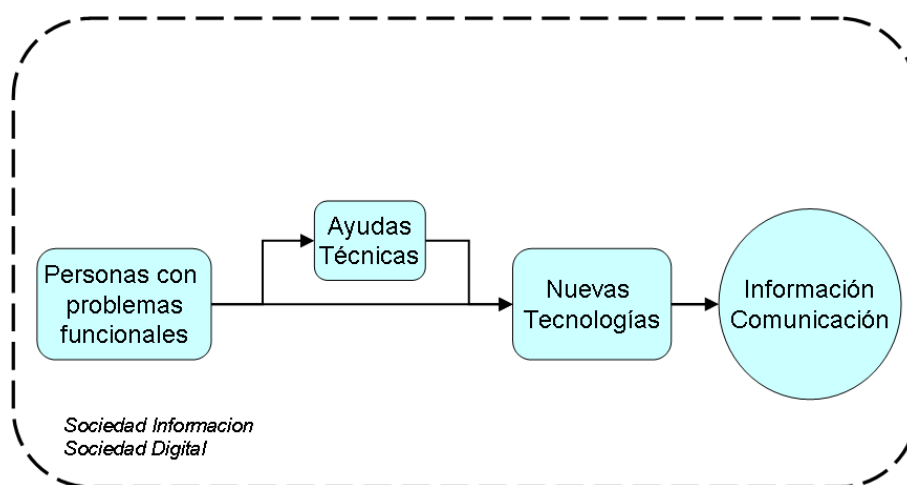 Ayudas
Técnicas
Personas con
problemas
funcionales
Nuevas
Tecnologías
Información
Comunicación
Sociedad Informacion
Sociedad Digital